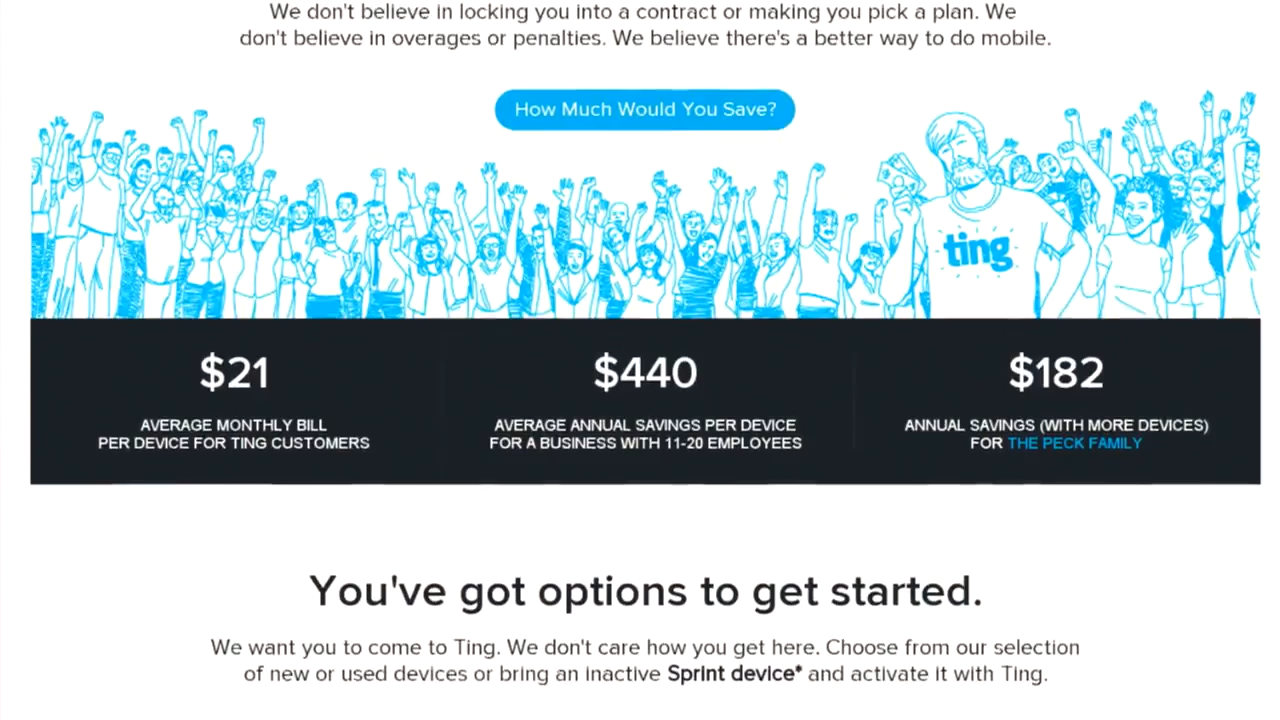 We don't believe in locking you into a contract or making you pick a plan. We
don't believe in overages or penalties. We believe there's a better way to do mobile.
How Much Would You Save?
ting
$21
AVERAGE MONTHLY BILL
PER DEVICE FOR TING CUSTOMERS
$440
AVERAGE ANNUAL SAVINGS PER DEVICE
FOR A BUSINESS WITH 11-20 EMPLOYEES
$182
ANNUAL SAVINGS (WITH MORE DEVICES)
FOR THE PECK FAMILY
You've got options to get started.
We want you to come to Ting. We don't care how you get here. Choose from our selection
of new or used devices or bring an inactive Sprint device* and activate it with Ting.